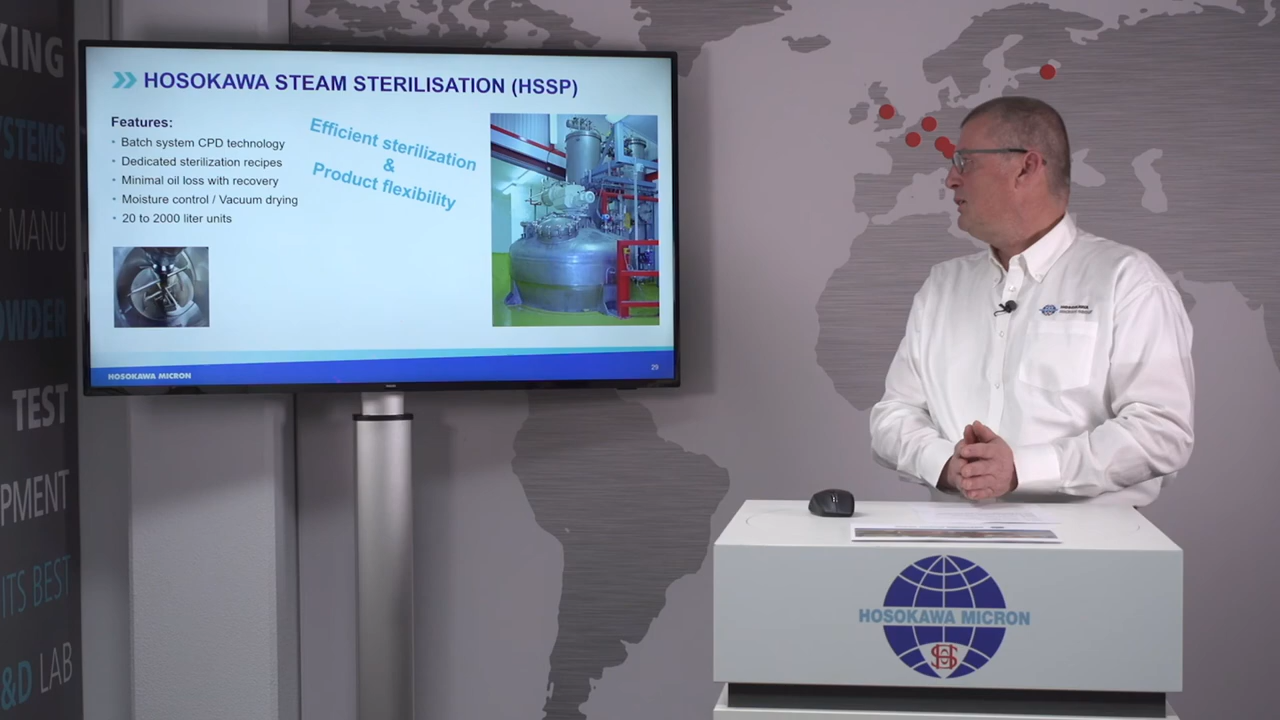 KING
YSTEMS
T MANU
OWDER
TEST
PMENT
ITS BEST
&D LAB
HOSOKAWA STEAM STERILISATION (HSSP)
Features:
• Batch system CPD technology
• Dedicated sterilization recipes
• Minimal oil loss with recovery
• Moisture control / Vacuum drying
• 20 to 2000 liter units
Efficient sterilization
&
Product flexibility
HOSOKAWA MICRON
29
HOSOKAWA MICRON